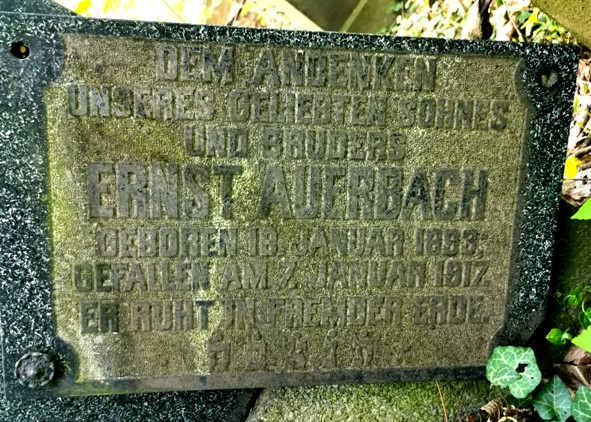 DEM ANDENKEN
UNSERES GELIEBTEN SOHNES
UND BRUDERS
ERNST AUERBACH
GEBOREN 18. JANUAR 1893,
GEFALLEN AM 7. JANUAR 1917.
ER RUHT IN FREMDER ERDE.